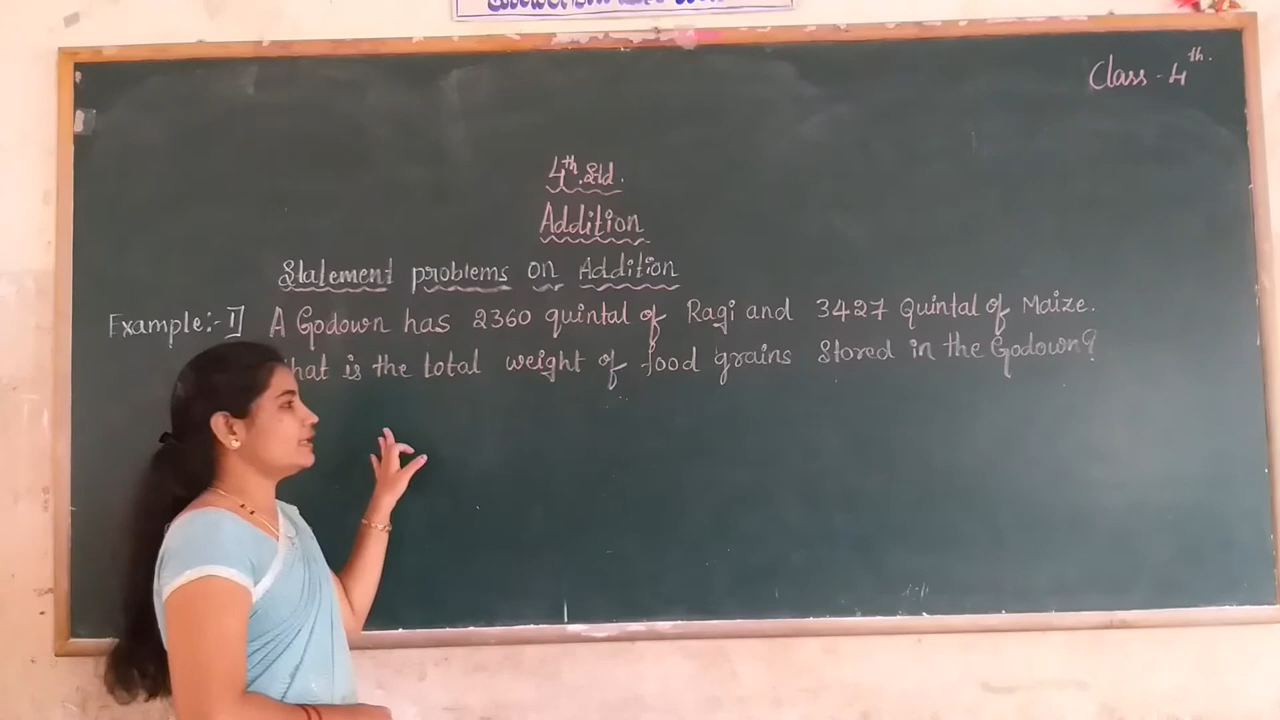 Class - 4th.
4th. Std.
Addition
Statement problems on Addition
Example:- 1] A Godown has 2360 quintal of Ragi and 3427 Quintal of Maize.
hat is the total weight of food grains Stored in the Godown?